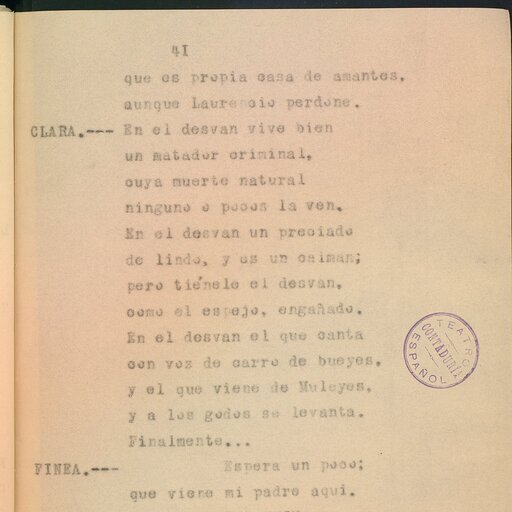 41
que es propia casa de amantes,
aunque Laurencio perdone.
CLARA.--- En el desvan vive bien
un matador criminal,
cuya muerte natural
ninguno o pocos la ven.
En el desvan un preciado
de lindo, y es un caiman;
pero tiénele el desvan,
como el espejo, engañado.
En el desvan el que canta
con voz de carro de bueyes,
y el que viene de Muleyes,
y a los godos se levanta.
Finalmente...
FINEA.--- Espera un poco;
que viene mi padre aqui.
TEATRO
CONTADURÍA
ESPAÑOL